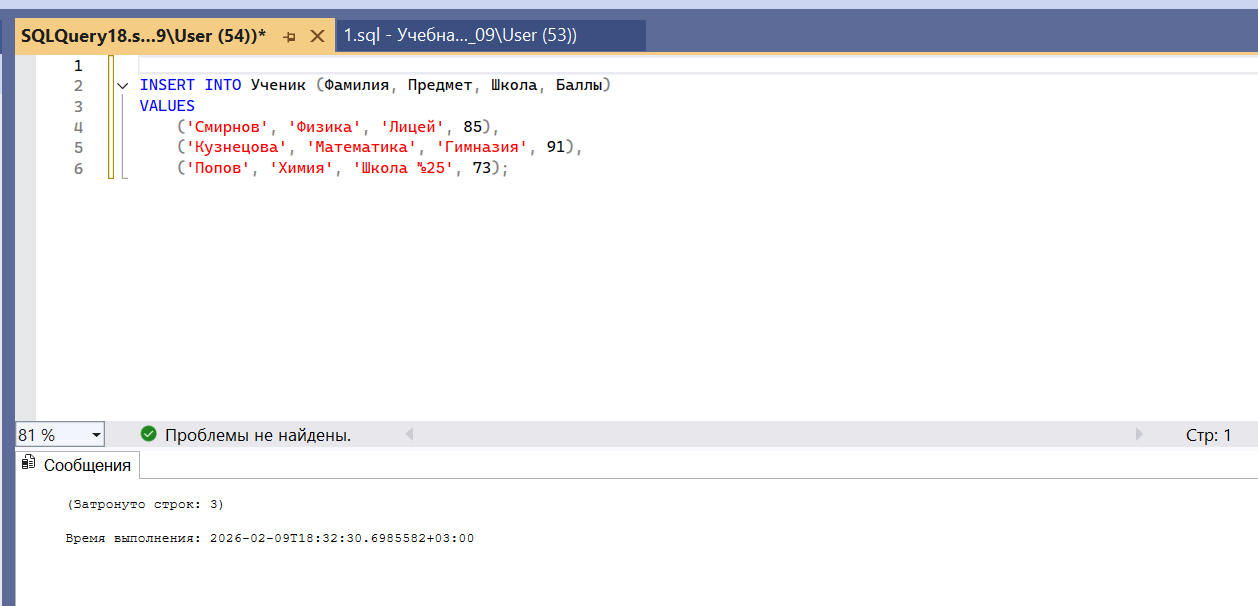 SQLQuery18.s...9\User (54))* 1.sql - Учебна..._09\User (53))
1
2 INSERT INTO Ученик (Фамилия, Предмет, Школа, Баллы)
3 VALUES
4 ('Смирнов', 'Физика', 'Лицей', 85),
5 ('Кузнецова', 'Математика', 'Гимназия', 91),
6 ('Попов', 'Химия', 'Школа №25', 73);
81 % Проблемы не найдены. Стр: 1
Сообщения
(Затронуто строк: 3)
Время выполнения: 2026-02-09T18:32:30.6985582+03:00